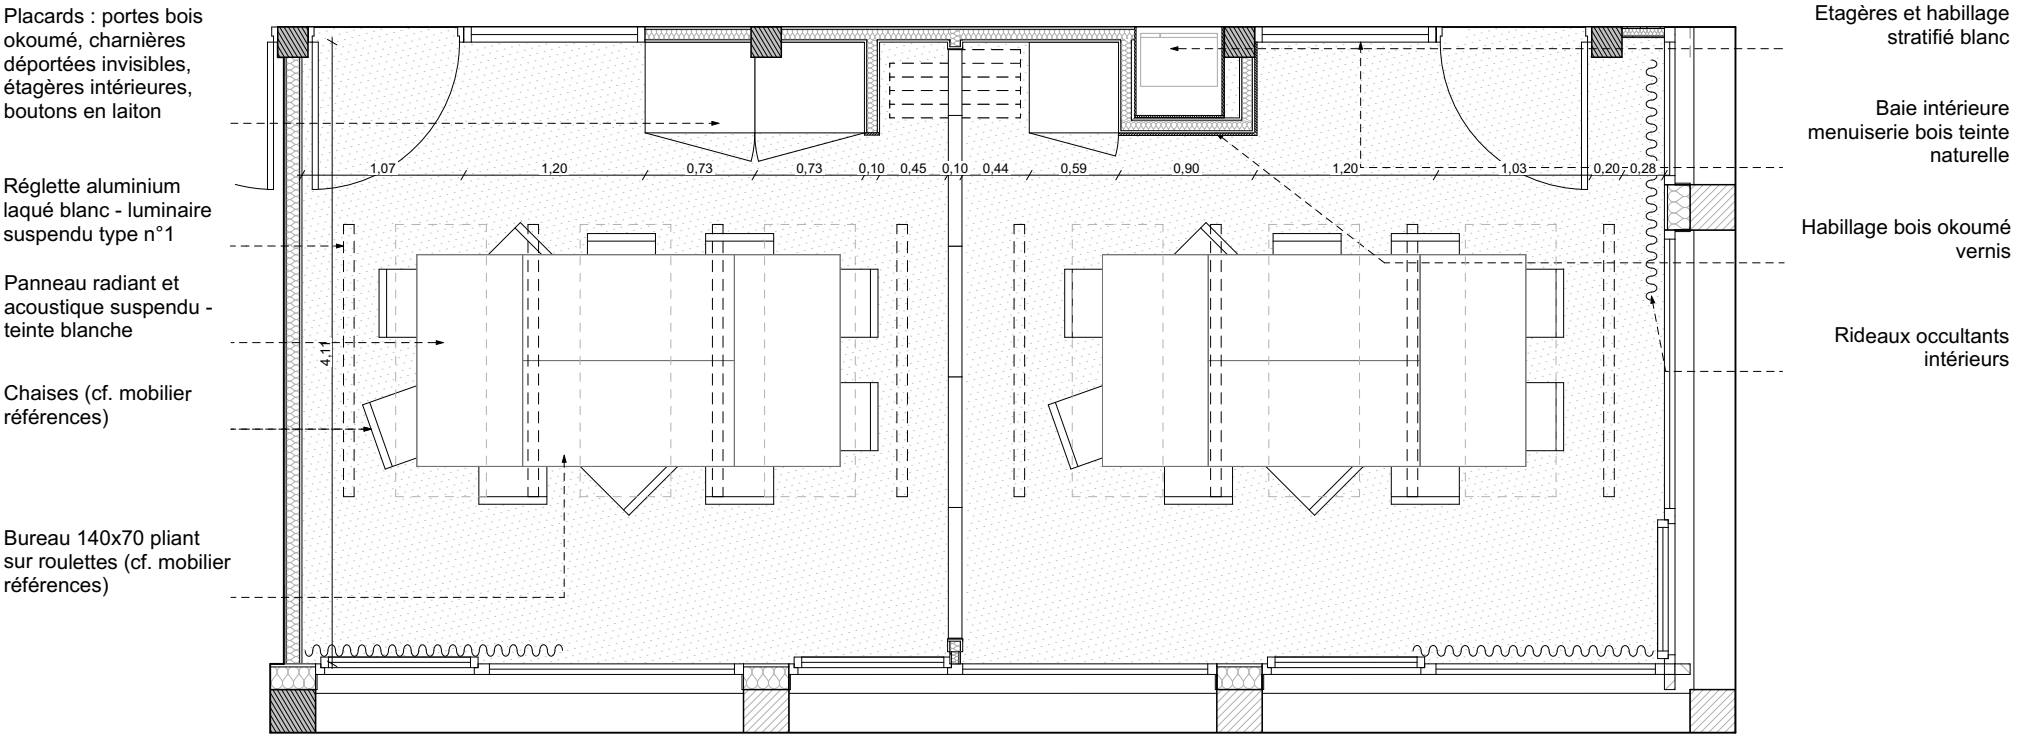 Placards : portes bois
okoumé, charnières
déportées invisibles,
étagères intérieures,
boutons en laiton
Réglette aluminium
laqué blanc - luminaire
suspendu type n°1
Panneau radiant et
acoustique suspendu -
teinte blanche
Chaises (cf. mobilier
références)
Bureau 140x70 pliant
sur roulettes (cf. mobilier
références)
1,07 1,20 0,73 0,73 0,10 0,45 0,10 0,44 0,59 0,90 1,20 1,03 0,20 0,28
4,11
Etagères et habillage
stratifié blanc
Baie intérieure
menuiserie bois teinte
naturelle
Habillage bois okoumé
vernis
Rideaux occultants
intérieurs